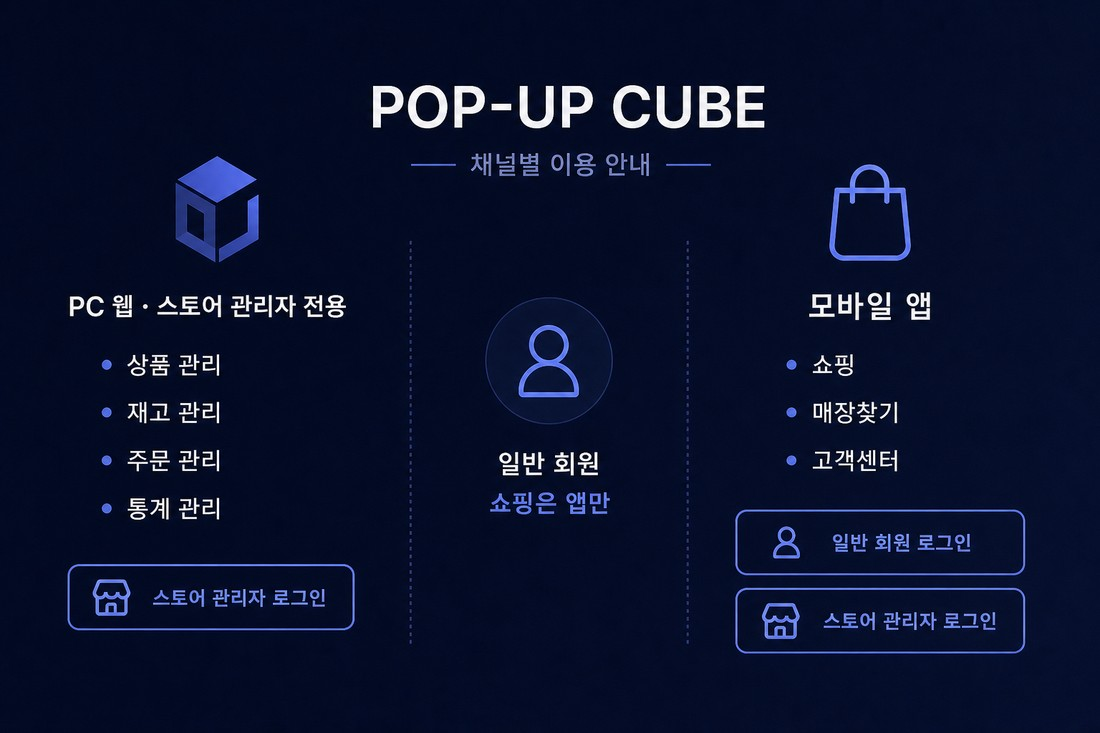 POP-UP CUBE
채널별 이용 안내
PC 웹 · 스토어 관리자 전용
상품 관리
재고 관리
주문 관리
통계 관리
스토어 관리자 로그인
일반 회원
쇼핑은 앱만
모바일 앱
쇼핑
매장찾기
고객센터
일반 회원 로그인
스토어 관리자 로그인